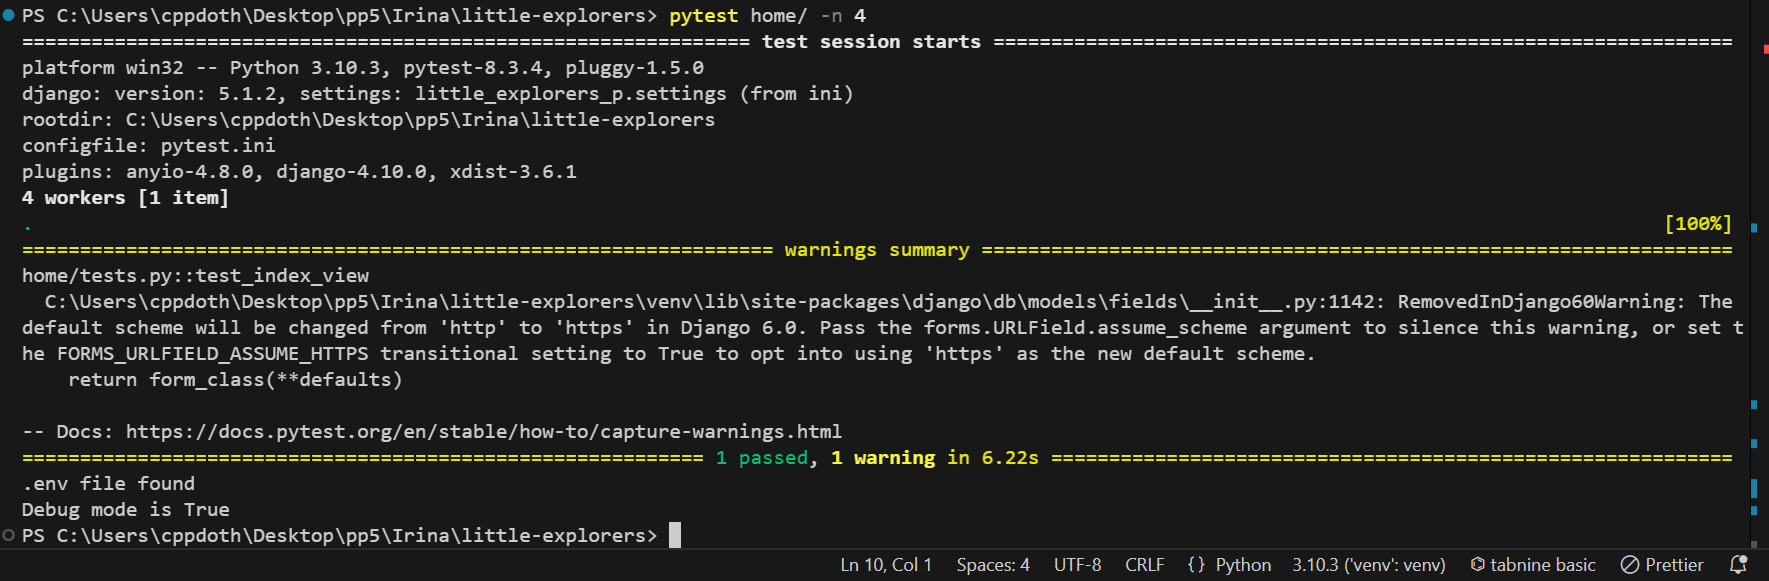 PS C:\Users\cppdoth\Desktop\pp5\Irina\little-explorers> pytest home/ -n 4
=============================================================== test session starts ================================================================
platform win32 -- Python 3.10.3, pytest-8.3.4, pluggy-1.5.0
django: version: 5.1.2, settings: little_explorers_p.settings (from ini)
rootdir: C:\Users\cppdoth\Desktop\pp5\Irina\little-explorers
configfile: pytest.ini
plugins: anyio-4.8.0, django-4.10.0, xdist-3.6.1
4 workers [1 item]
. [100%]
================================================================= warnings summary =================================================================
home/tests.py::test_index_view
  C:\Users\cppdoth\Desktop\pp5\Irina\little-explorers\venv\lib\site-packages\django\db\models\fields\__init__.py:1142: RemovedInDjango60Warning: The
default scheme will be changed from 'http' to 'https' in Django 6.0. Pass the forms.URLField.assume_scheme argument to silence this warning, or set t
he FORMS_URLFIELD_ASSUME_HTTPS transitional setting to True to opt into using 'https' as the new default scheme.
    return form_class(**defaults)
-- Docs: https://docs.pytest.org/en/stable/how-to/capture-warnings.html
=========================================================== 1 passed, 1 warning in 6.22s ===========================================================
.env file found
Debug mode is True
PS C:\Users\cppdoth\Desktop\pp5\Irina\little-explorers>
Ln 10, Col 1 Spaces: 4 UTF-8 CRLF {} Python 3.10.3 ('venv': venv) tabnine basic Prettier